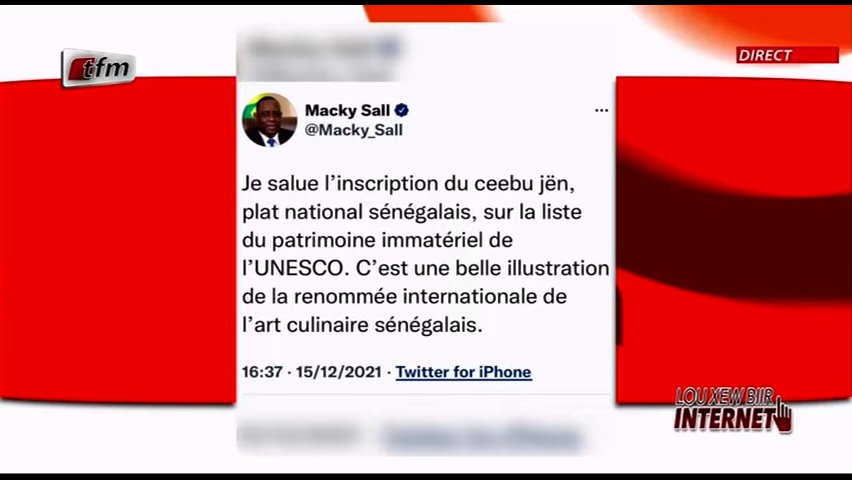 tfm
DIRECT
Macky Sall
@Macky_Sall
Je salue l'inscription du ceebu jën,
plat national sénégalais, sur la liste
du patrimoine immatériel de
l'UNESCO. C'est une belle illustration
de la renommée internationale de
l'art culinaire sénégalais.
16:37 · 15/12/2021 · Twitter for iPhone
LOU XEW BIIR
INTERNET